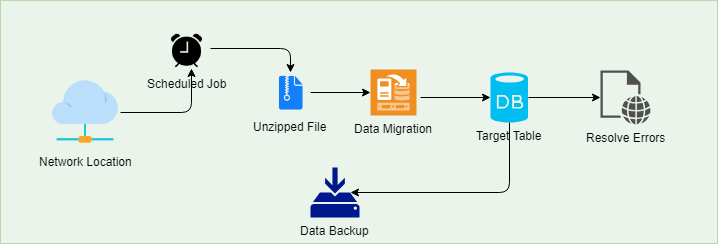 Scheduled Job
Network Location
Unzipped File
Data Migration
DB
Target Table
Resolve Errors
Data Backup